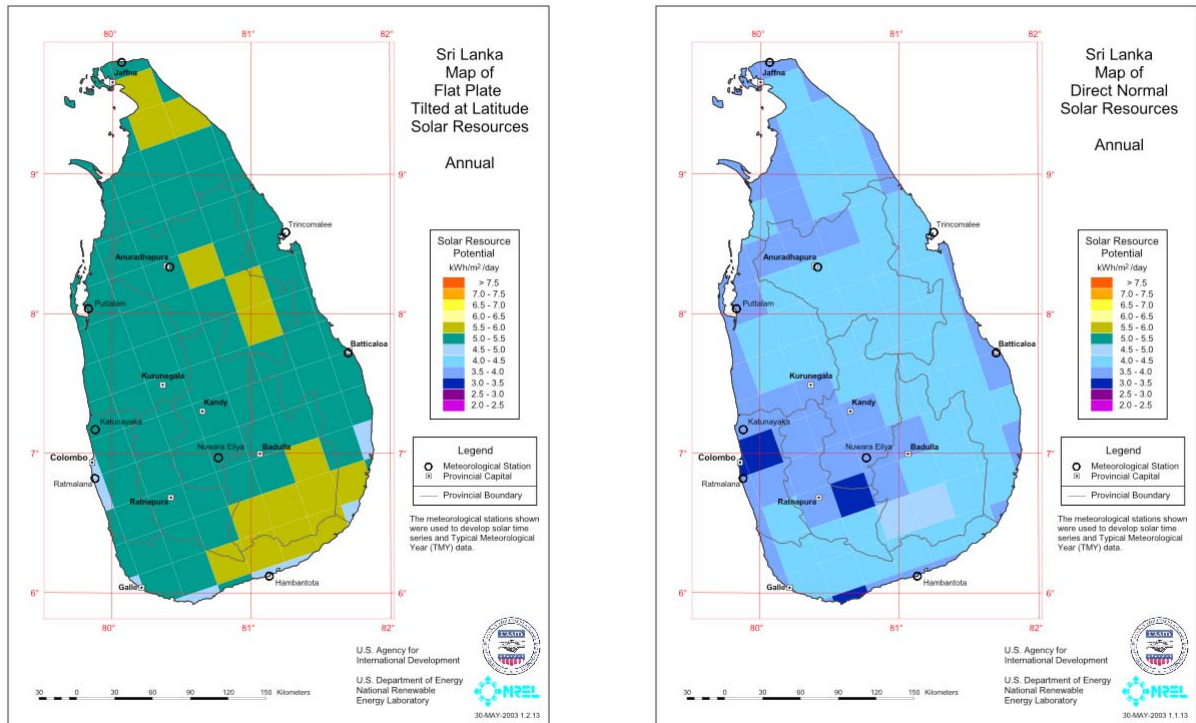 80°
81°
82°
Sri Lanka
Map of
Flat Plate
Tilted at Latitude
Solar Resources
Annual
Jaffna
9°
9°
Trincomalee
Anuradhapura
Puttalam
8°
8°
Batticaloa
Kurunegala
Kandy
Katunayaka
Nuwara Eilya
Badulla
7°
7°
Colombo
Ratmalana
Ratnapura
Galle
Hambantota
6°
6°
80°
81°
82°
Solar Resource
Potential
kWh/m² /day
> 7.5
7.0 - 7.5
6.5 - 7.0
6.0 - 6.5
5.5 - 6.0
5.0 - 5.5
4.5 - 5.0
4.0 - 4.5
3.5 - 4.0
3.0 - 3.5
2.5 - 3.0
2.0 - 2.5
Legend
Meteorological Station
Provincial Capital
Provincial Boundary
The meteorological stations shown
were used to develop solar time
series and Typical Meteorological
Year (TMY) data.
U.S. Agency for
International Development
USAID
U.S. Department of Energy
National Renewable
Energy Laboratory
NREL
30 0 30 60 90 120 150 Kilometers
30-MAY-2003 1.2.13
80°
81°
82°
Sri Lanka
Map of
Direct Normal
Solar Resources
Annual
Jaffna
9°
9°
Trincomalee
Anuradhapura
Puttalam
8°
8°
Batticaloa
Kurunegala
Kandy
Katunayaka
Nuwara Eilya
Badulla
7°
7°
Colombo
Ratmalana
Ratnapura
Galle
Hambantota
6°
6°
80°
81°
82°
Solar Resource
Potential
kWh/m² /day
> 7.5
7.0 - 7.5
6.5 - 7.0
6.0 - 6.5
5.5 - 6.0
5.0 - 5.5
4.5 - 5.0
4.0 - 4.5
3.5 - 4.0
3.0 - 3.5
2.5 - 3.0
2.0 - 2.5
Legend
Meteorological Station
Provincial Capital
Provincial Boundary
The meteorological stations shown
were used to develop solar time
series and Typical Meteorological
Year (TMY) data.
U.S. Agency for
International Development
USAID
U.S. Department of Energy
National Renewable
Energy Laboratory
NREL
30 0 30 60 90 120 150 Kilometers
30-MAY-2003 1.1.13